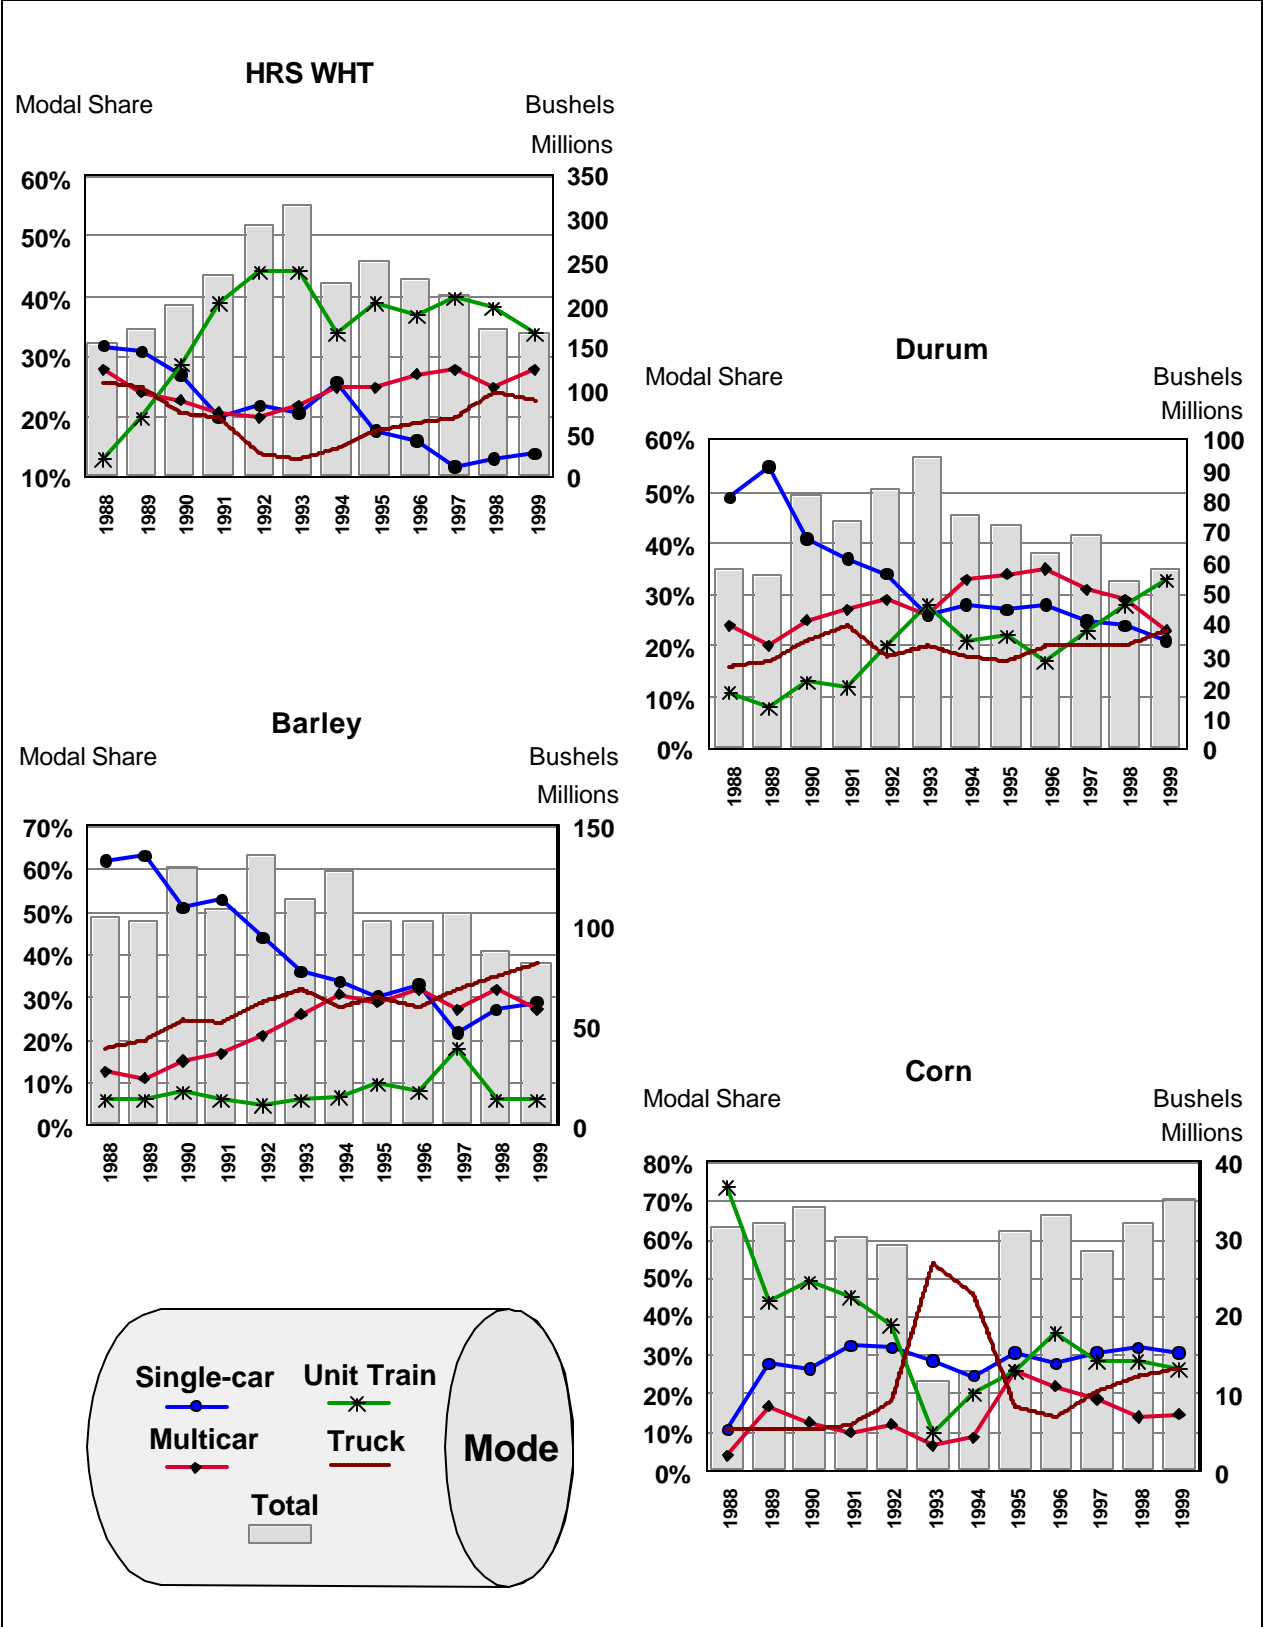 HRS WHT
Modal Share Bushels
Millions
60% 350
300
50%
250
40%
200
30% 150
100
20%
50
10% 0
1988 1989 1990 1991 1992 1993 1994 1995 1996 1997 1998 1999
Durum
Modal Share Bushels
Millions
60% 100
90
50% 80
70
40%
60
30% 50
40
20% 30
20
10% 10
0% 0
1988 1989 1990 1991 1992 1993 1994 1995 1996 1997 1998 1999
Barley
Modal Share Bushels
Millions
70% 150
60%
50% 100
40%
30%
20% 50
10%
0% 0
1988 1989 1990 1991 1992 1993 1994 1995 1996 1997 1998 1999
Corn
Modal Share Bushels
Millions
80% 40
70%
60% 30
50%
40% 20
30%
20% 10
10%
0% 0
1988 1989 1990 1991 1992 1993 1994 1995 1996 1997 1998 1999
Single-car Unit Train
Multicar Truck
Total
Mode